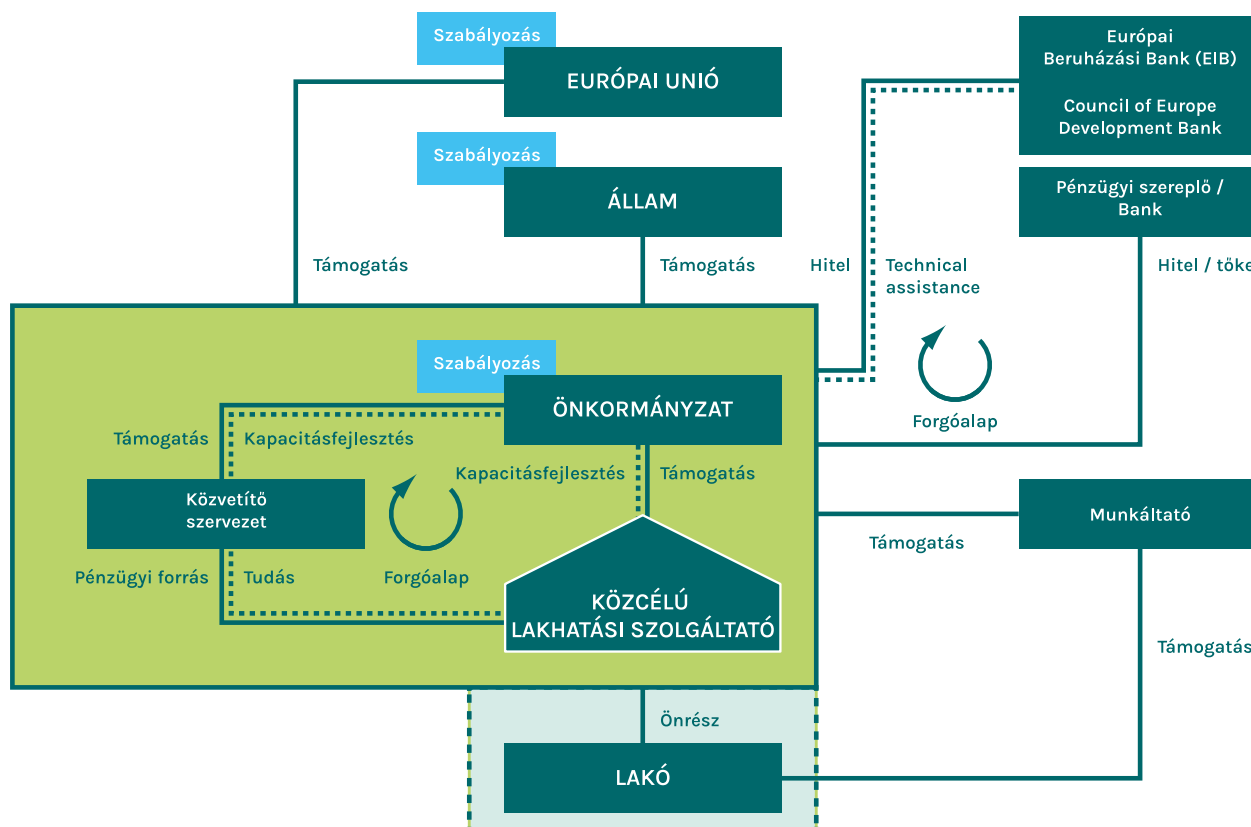 Szabályozás
EURÓPAI UNIÓ
Európai
Beruházási Bank (EIB)
Council of Europe
Development Bank
Szabályozás
ÁLLAM
Pénzügyi szereplő /
Bank
Támogatás
Támogatás
Hitel
Technical
assistance
Hitel / tőke
Szabályozás
ÖNKORMÁNYZAT
Forgóalap
Támogatás
Kapacitásfejlesztés
Kapacitásfejlesztés
Támogatás
Közvetítő
szervezet
Munkáltató
Támogatás
Pénzügyi forrás
Tudás
Forgóalap
KÖZCÉLÚ
LAKHATÁSI SZOLGÁLTATÓ
Támogatás
Önrész
LAKÓ